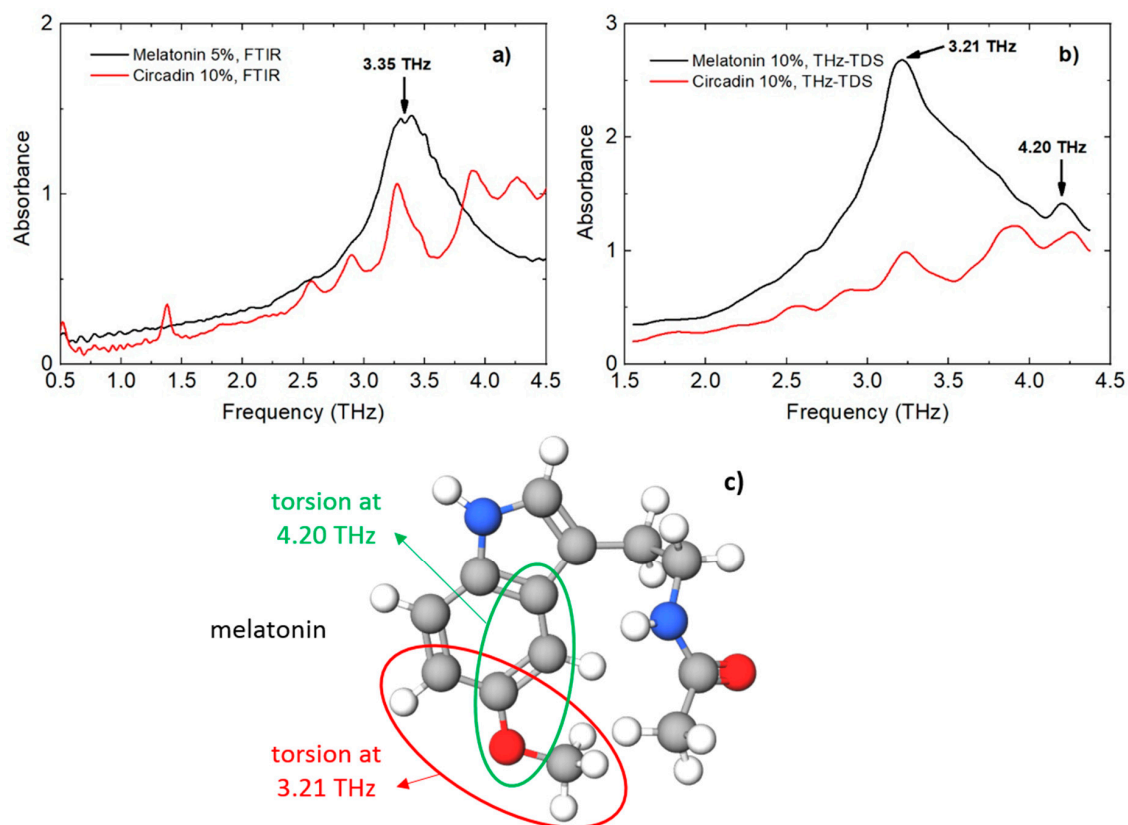 2
1
0
Absorbance
Melatonin 5%, FTIR
Circadin 10%, FTIR
3.35 THz
a)
0.5 1.0 1.5 2.0 2.5 3.0 3.5 4.0 4.5
Frequency (THz)
3
2
1
0
Absorbance
Melatonin 10%, THz-TDS
Circadin 10%, THz-TDS
3.21 THz
b)
4.20 THz
1.5 2.0 2.5 3.0 3.5 4.0 4.5
Frequency (THz)
c)
torsion at
4.20 THz
melatonin
torsion at
3.21 THz